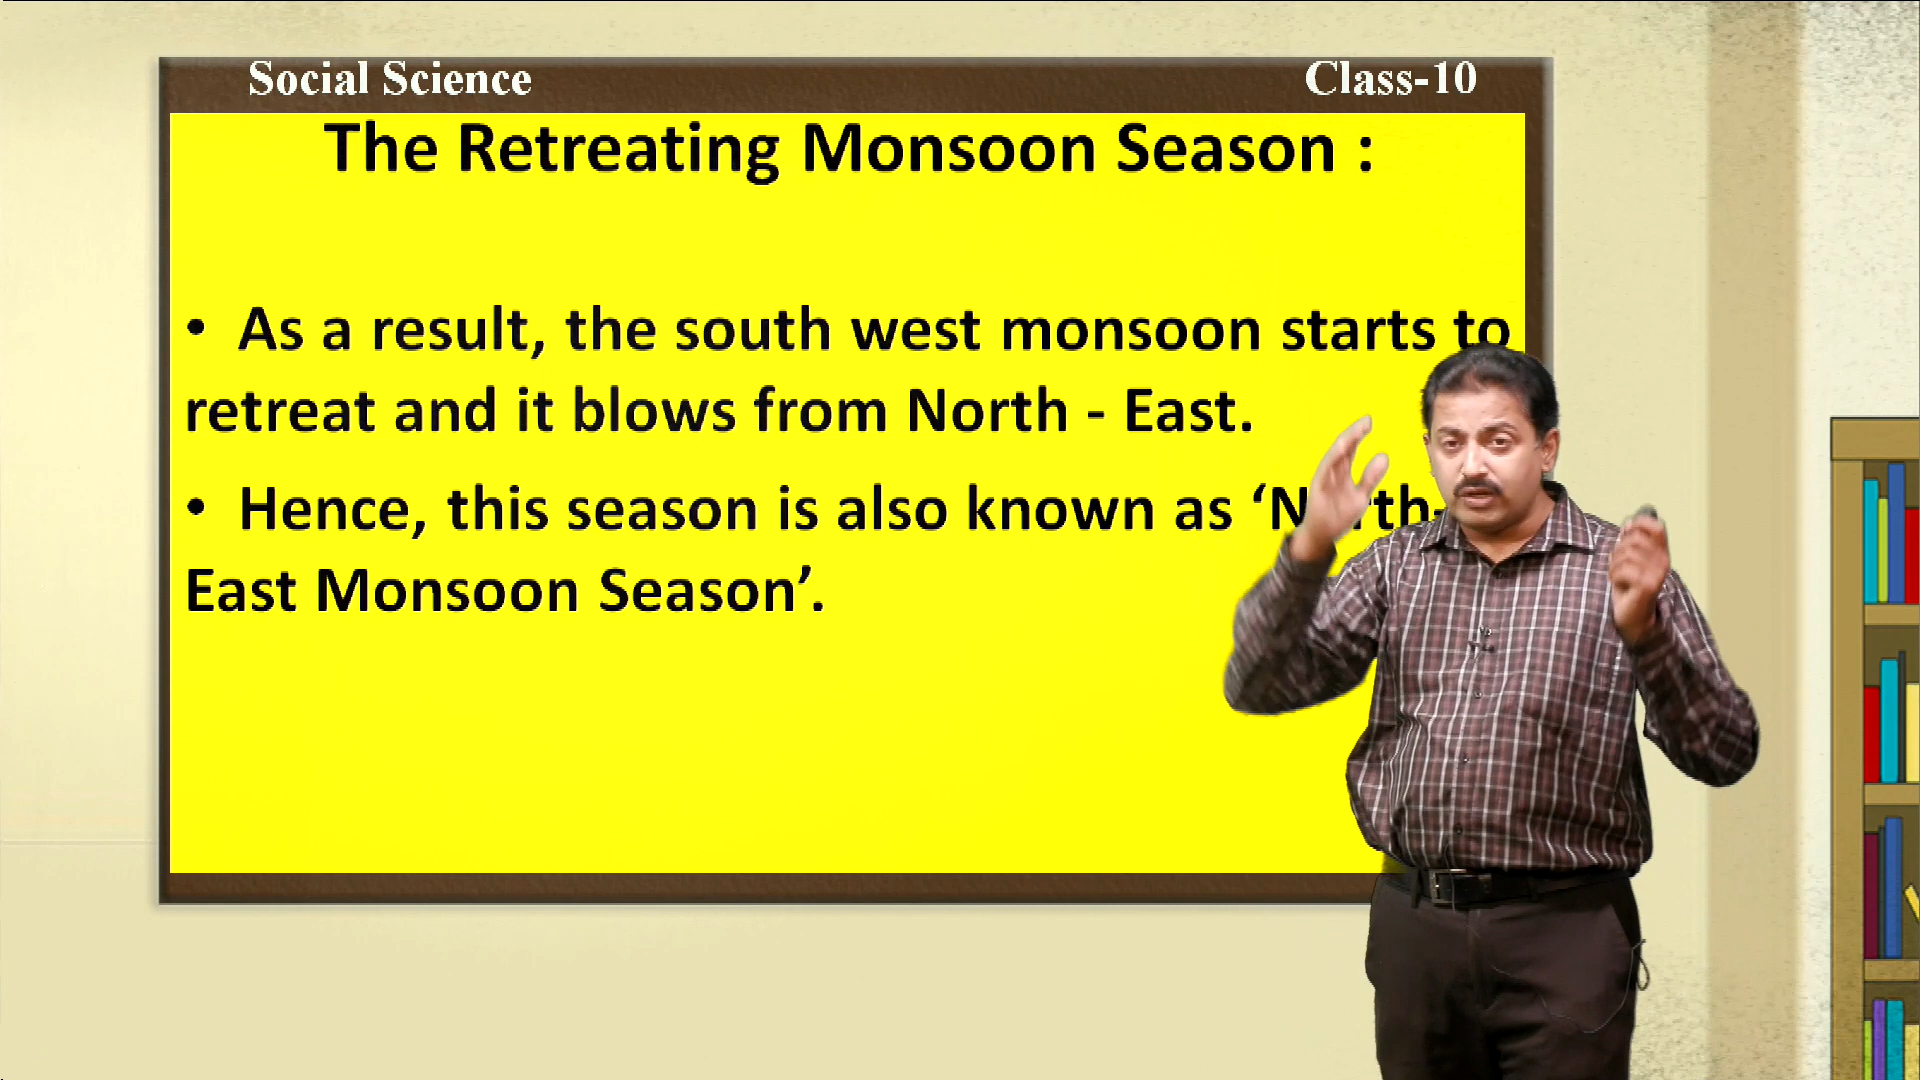 Social Science Class-10
The Retreating Monsoon Season :
• As a result, the south west monsoon starts to
retreat and it blows from North - East.
• Hence, this season is also known as
East Monsoon Season’.